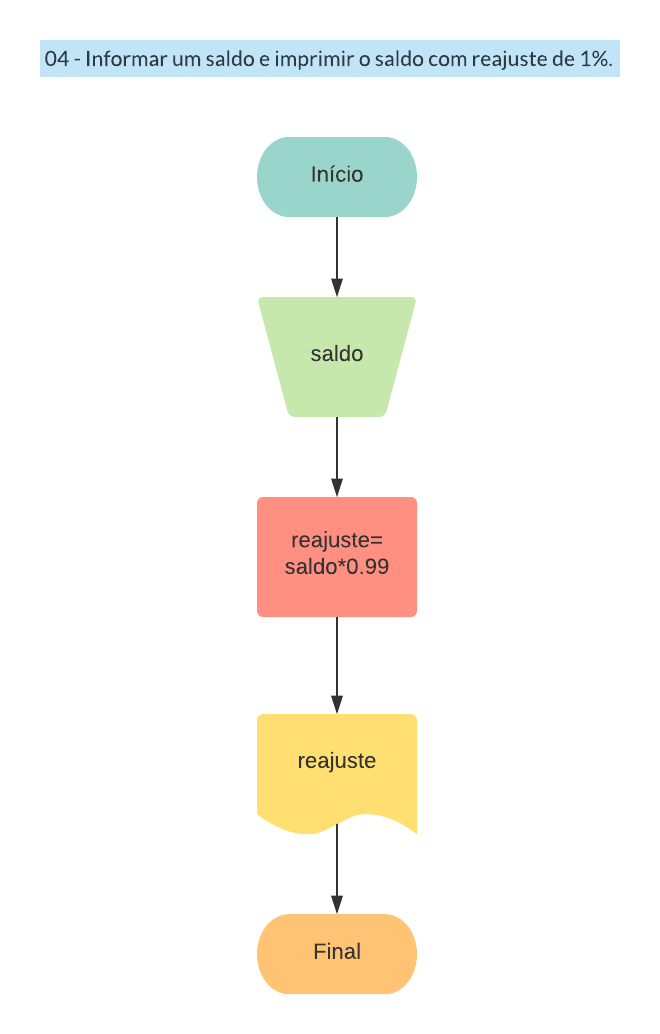 04 - Informar um saldo e imprimir o saldo com reajuste de 1%.
Início
saldo
reajuste=
saldo*0.99
reajuste
Final